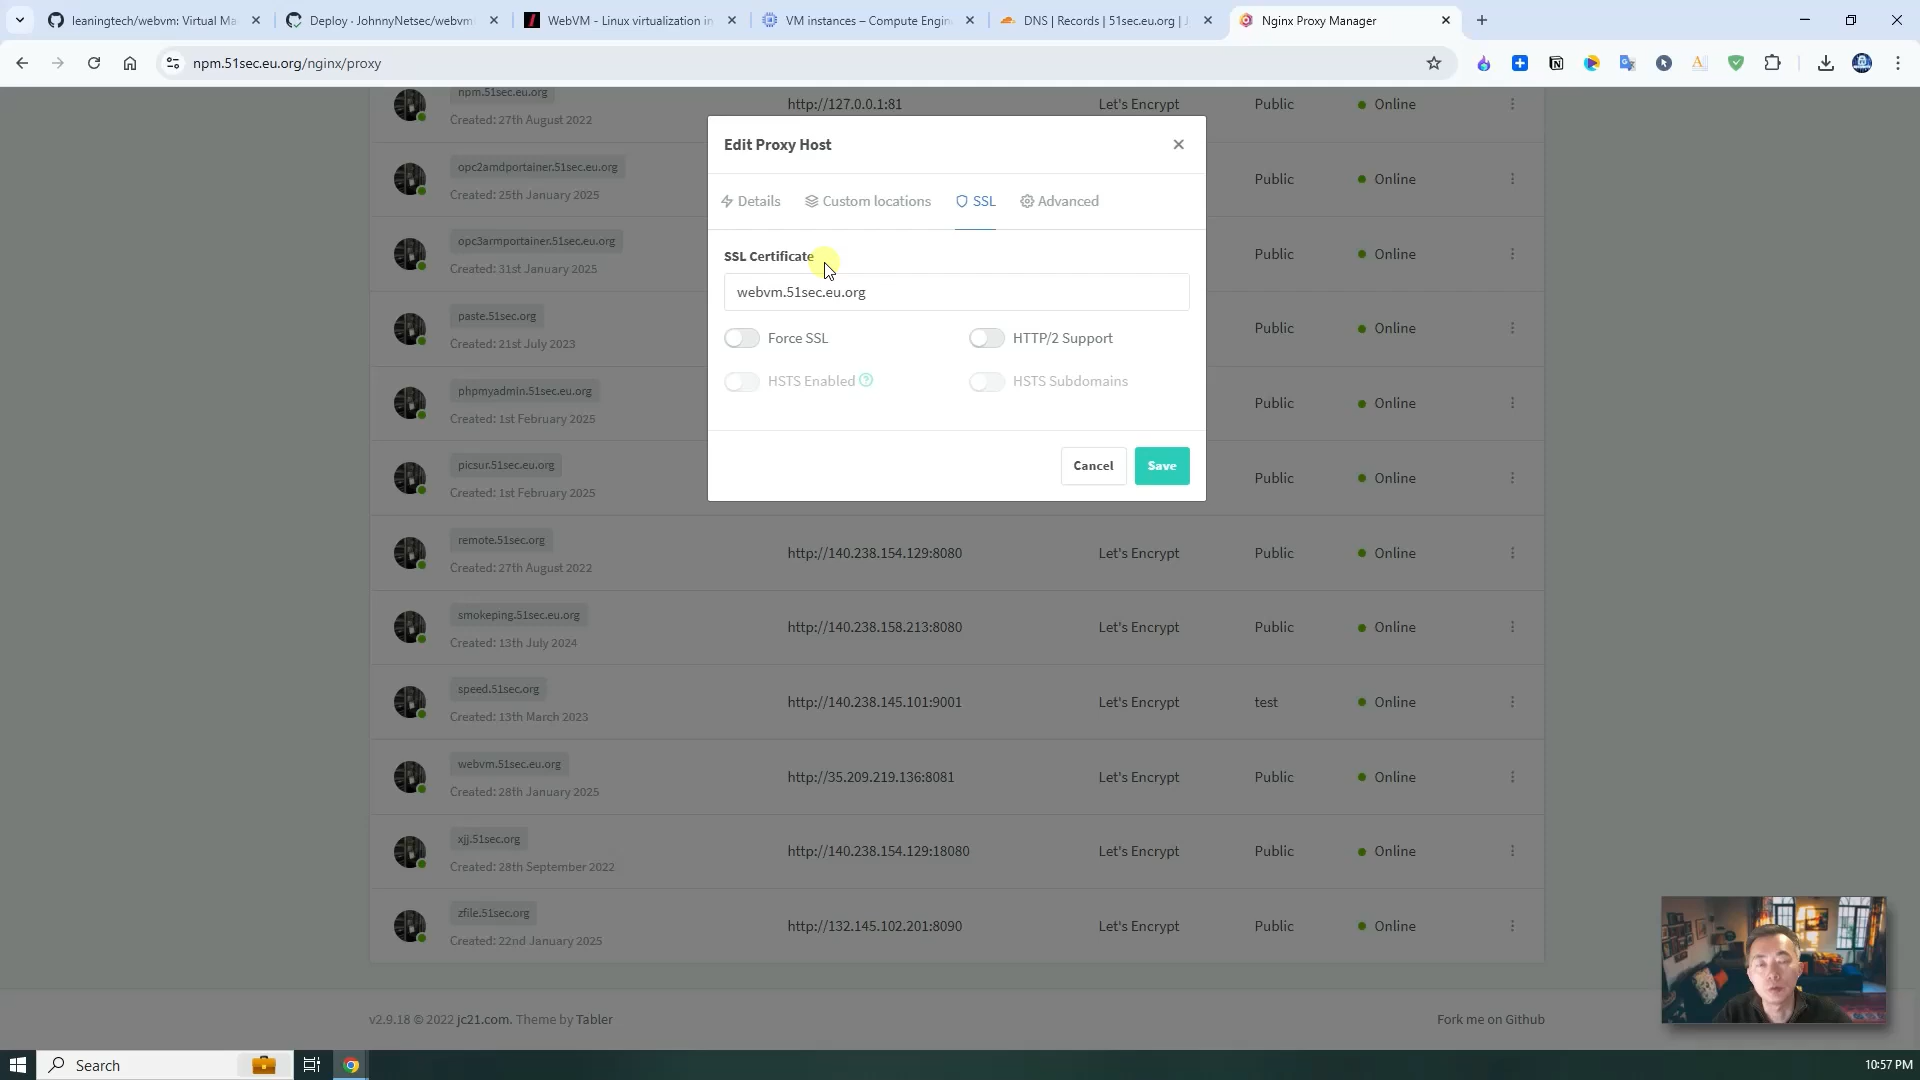 leaningtech/webvm: Virtual Ma
Deploy · JohnnyNetsec/webvm
WebVM - Linux virtualization in
VM instances – Compute Engin
DNS | Records | 51sec.eu.org | J
Nginx Proxy Manager
npm.51sec.eu.org/nginx/proxy
npm.51sec.eu.org
Created: 27th August 2022
http://127.0.0.1:81
Let's Encrypt
Public
Online
Edit Proxy Host
Details
Custom locations
SSL
Advanced
SSL Certificate
webvm.51sec.eu.org
Force SSL
HTTP/2 Support
HSTS Enabled
HSTS Subdomains
Cancel
Save
opc2amdportainer.51sec.eu.org
Created: 25th January 2025
Public
Online
opc3armportainer.51sec.eu.org
Created: 31st January 2025
Public
Online
paste.51sec.org
Created: 21st July 2023
Public
Online
phpmyadmin.51sec.eu.org
Created: 1st February 2025
Public
Online
picsur.51sec.eu.org
Created: 1st February 2025
Public
Online
remote.51sec.org
Created: 27th August 2022
http://140.238.154.129:8080
Let's Encrypt
Public
Online
smokeping.51sec.eu.org
Created: 13th July 2024
http://140.238.158.213:8080
Let's Encrypt
Public
Online
speed.51sec.org
Created: 13th March 2023
http://140.238.145.101:9001
Let's Encrypt
test
Online
webvm.51sec.eu.org
Created: 28th January 2025
http://35.209.219.136:8081
Let's Encrypt
Public
Online
xjj.51sec.org
Created: 28th September 2022
http://140.238.154.129:18080
Let's Encrypt
Public
Online
zfile.51sec.org
Created: 22nd January 2025
http://132.145.102.201:8090
Let's Encrypt
Public
Online
v2.9.18 © 2022 jc21.com. Theme by Tabler
Fork me on Github
Search
10:57 PM